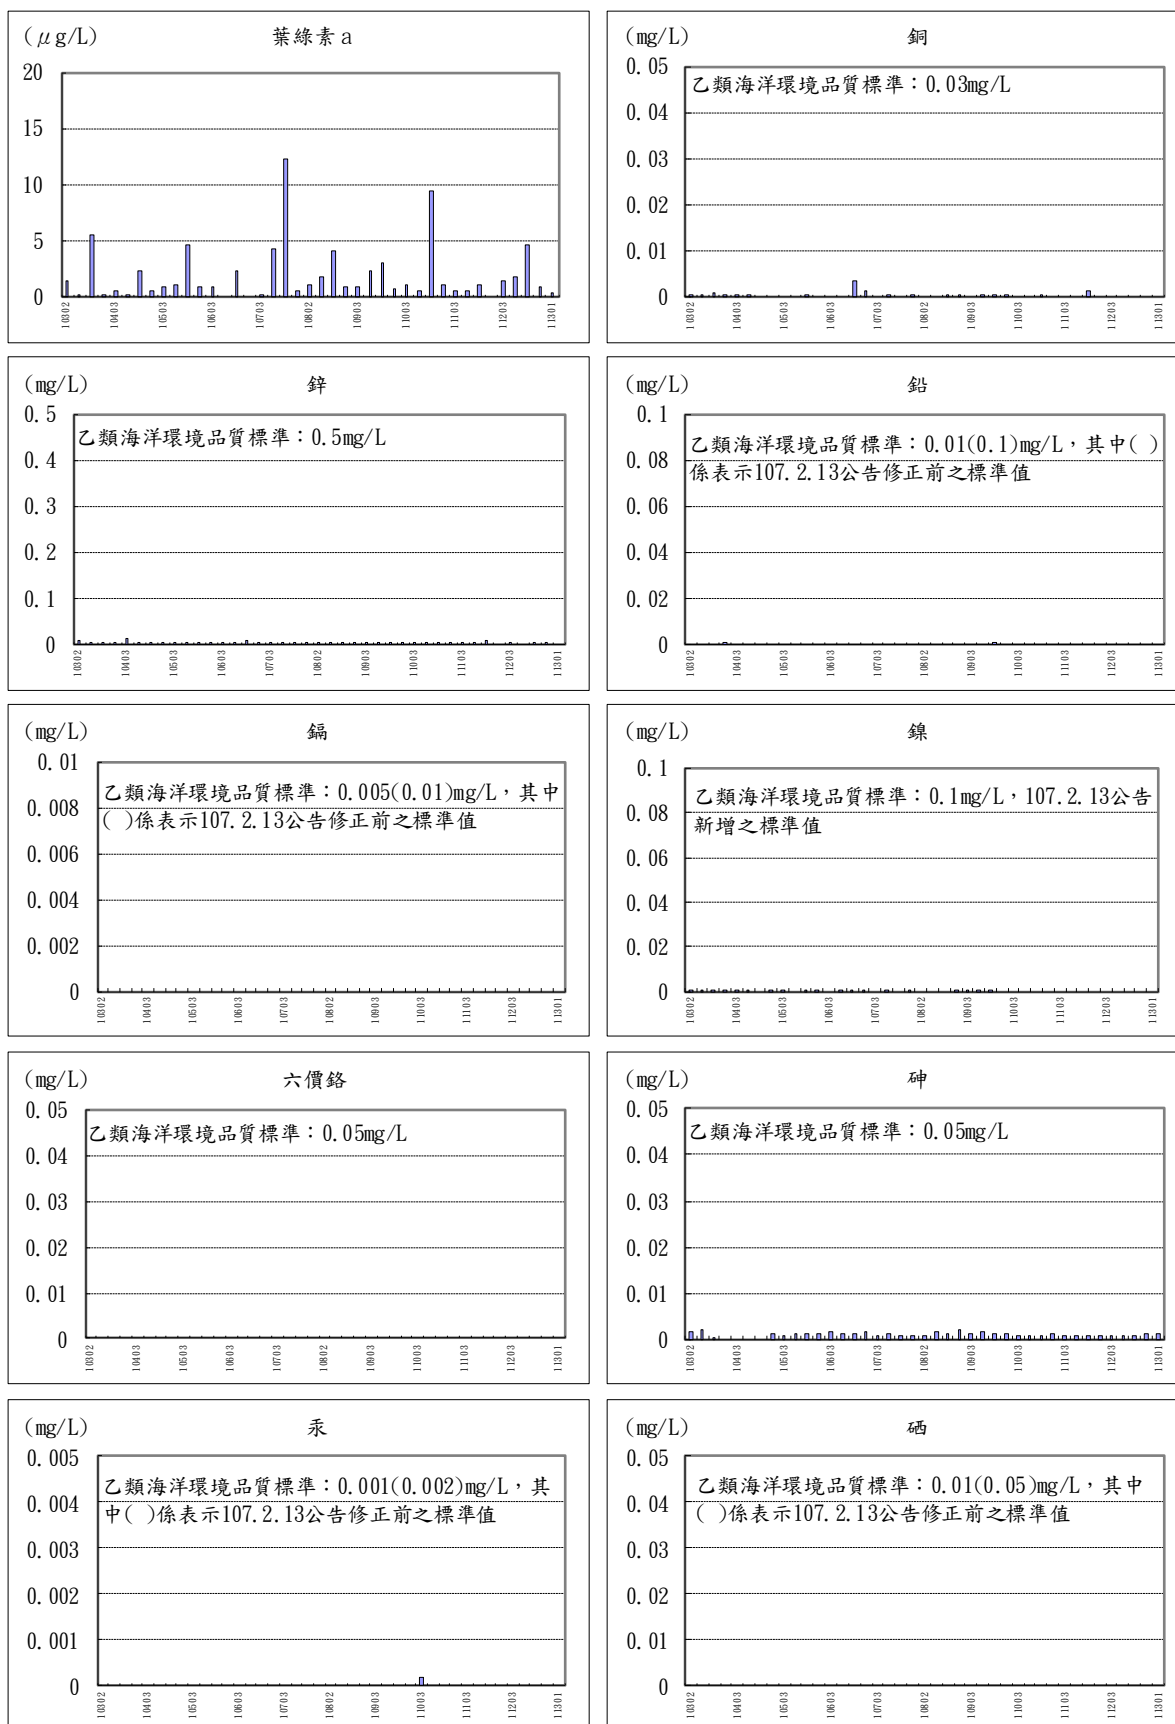 (μg/L) 葉綠素a
20
15
10
5
0
10302 10403 10503 10603 10703 10802 10903 11003 11103 11203 11301
(mg/L) 銅
0.05
乙類海洋環境品質標準：0.03mg/L
0.04
0.03
0.02
0.01
0
10302 10403 10503 10603 10703 10802 10903 11003 11103 11203 11301
(mg/L) 鋅
0.5
乙類海洋環境品質標準：0.5mg/L
0.4
0.3
0.2
0.1
0
10302 10403 10503 10603 10703 10802 10903 11003 11103 11203 11301
(mg/L) 鉛
0.1
乙類海洋環境品質標準：0.01(0.1)mg/L，其中( )
係表示107.2.13公告修正前之標準值
0.08
0.06
0.04
0.02
0
10302 10403 10503 10603 10703 10802 10903 11003 11103 11203 11301
(mg/L) 鎘
0.01
乙類海洋環境品質標準：0.005(0.01)mg/L，其中
( )係表示107.2.13公告修正前之標準值
0.008
0.006
0.004
0.002
0
10302 10403 10503 10603 10703 10802 10903 11003 11103 11203 11301
(mg/L) 鎳
0.1
乙類海洋環境品質標準：0.1mg/L，107.2.13公告
新增之標準值
0.08
0.06
0.04
0.02
0
10302 10403 10503 10603 10703 10802 10903 11003 11103 11203 11301
(mg/L) 六價鉻
0.05
乙類海洋環境品質標準：0.05mg/L
0.04
0.03
0.02
0.01
0
10302 10403 10503 10603 10703 10802 10903 11003 11103 11203 11301
(mg/L) 砷
0.05
乙類海洋環境品質標準：0.05mg/L
0.04
0.03
0.02
0.01
0
10302 10403 10503 10603 10703 10802 10903 11003 11103 11203 11301
(mg/L) 汞
0.005
乙類海洋環境品質標準：0.001(0.002)mg/L，其
中( )係表示107.2.13公告修正前之標準值
0.004
0.003
0.002
0.001
0
10302 10403 10503 10603 10703 10802 10903 11003 11103 11203 11301
(mg/L) 硒
0.05
乙類海洋環境品質標準：0.01(0.05)mg/L，其中
( )係表示107.2.13公告修正前之標準值
0.04
0.03
0.02
0.01
0
10302 10403 10503 10603 10703 10802 10903 11003 11103 11203 11301